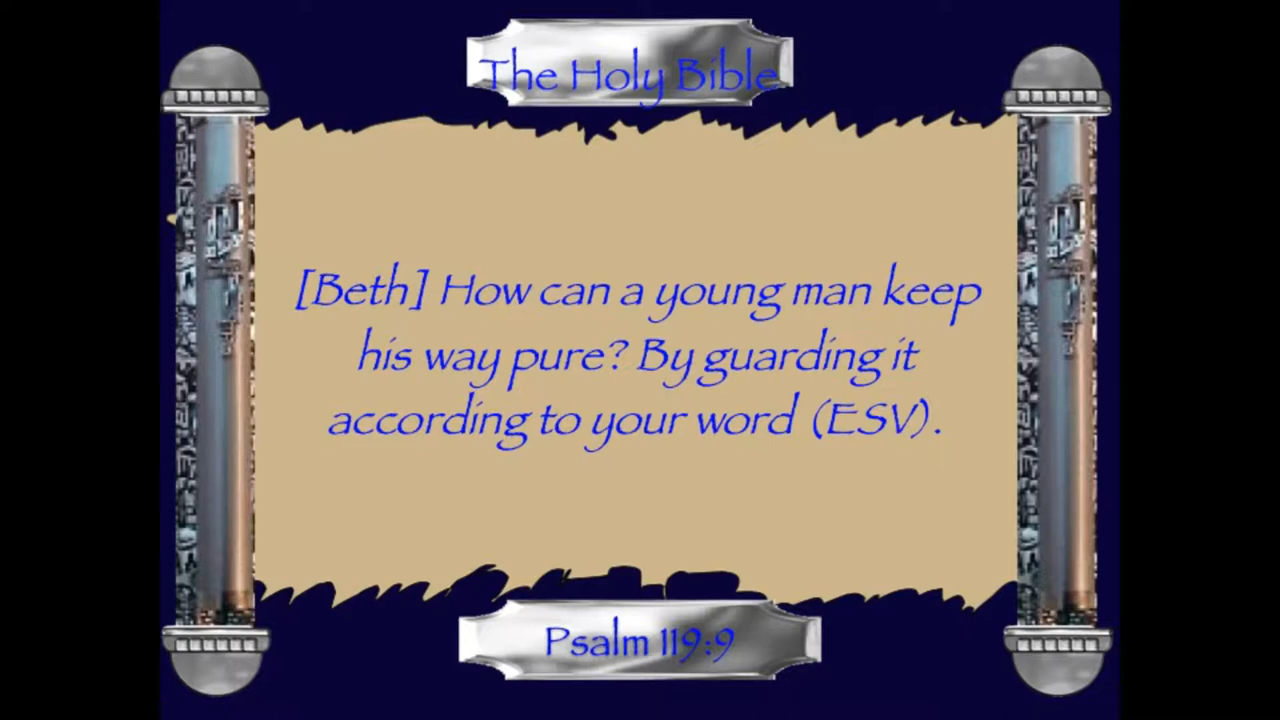 The Holy Bible
[Beth] How can a young man keep
his way pure? By guarding it
according to your word (ESV).
Psalm 119:9